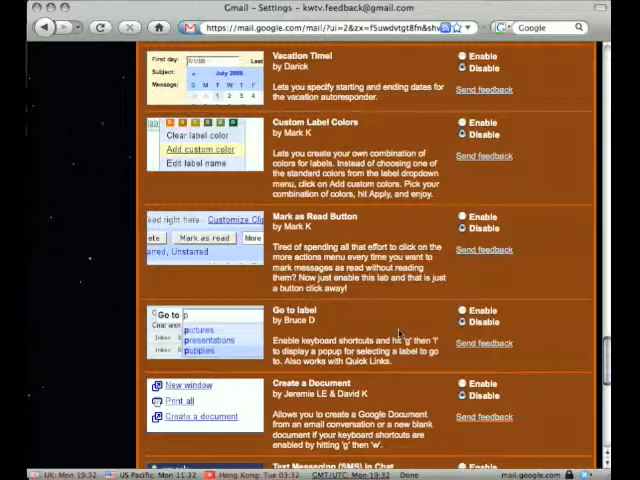 Gmail - Settings - kwtv.feedback@gmail.com
https://mail.google.com/mail/?ui=2&zx=f5uwdvtgt8fn&shv
Google
First day:
Last
Subject:
July 2008
Message:
Vacation Time!
by Darick
Lets you specify starting and ending dates for
the vacation autoresponder.
Enable
Disable
Send feedback
Clear label color
Add custom color
Edit label name
Custom Label Colors
by Mark K
Lets you create your own combination of
colors for labels. Instead of choosing one of
the standard colors from the label dropdown
menu, click on Add custom colors. Pick your
combination of colors, hit Apply, and enjoy.
Enable
Disable
Send feedback
eed right here.
Customize Clip
ete
Mark as read
More
arred, Unstarred
Mark as Read Button
by Mark K
Tired of spending all that effort to click on the
more actions menu every time you want to
mark messages as read without reading
them? Now just enable this lab and that is just
a button click away!
Enable
Disable
Send feedback
Go to p
pictures
presentations
puppies
Go to label
by Bruce D
Enable keyboard shortcuts and hit 'g' then 'l'
to display a popup for selecting a label to go
to. Also works with Quick Links.
Enable
Disable
Send feedback
New window
Print all
Create a document
Create a Document
by Jeremie LE & David K
Allows you to create a Google Document
from an email conversation or a new blank
document if your keyboard shortcuts are
enabled by hitting 'g' then 'w'.
Enable
Disable
Send feedback
Text Messaging (SMS) in Chat
Enable
UK: Mon 19:32
US Pacific: Mon 11:32
Hong Kong: Tue 03:32
GMT/UTC: Mon 19:32
Done
mail.google.com